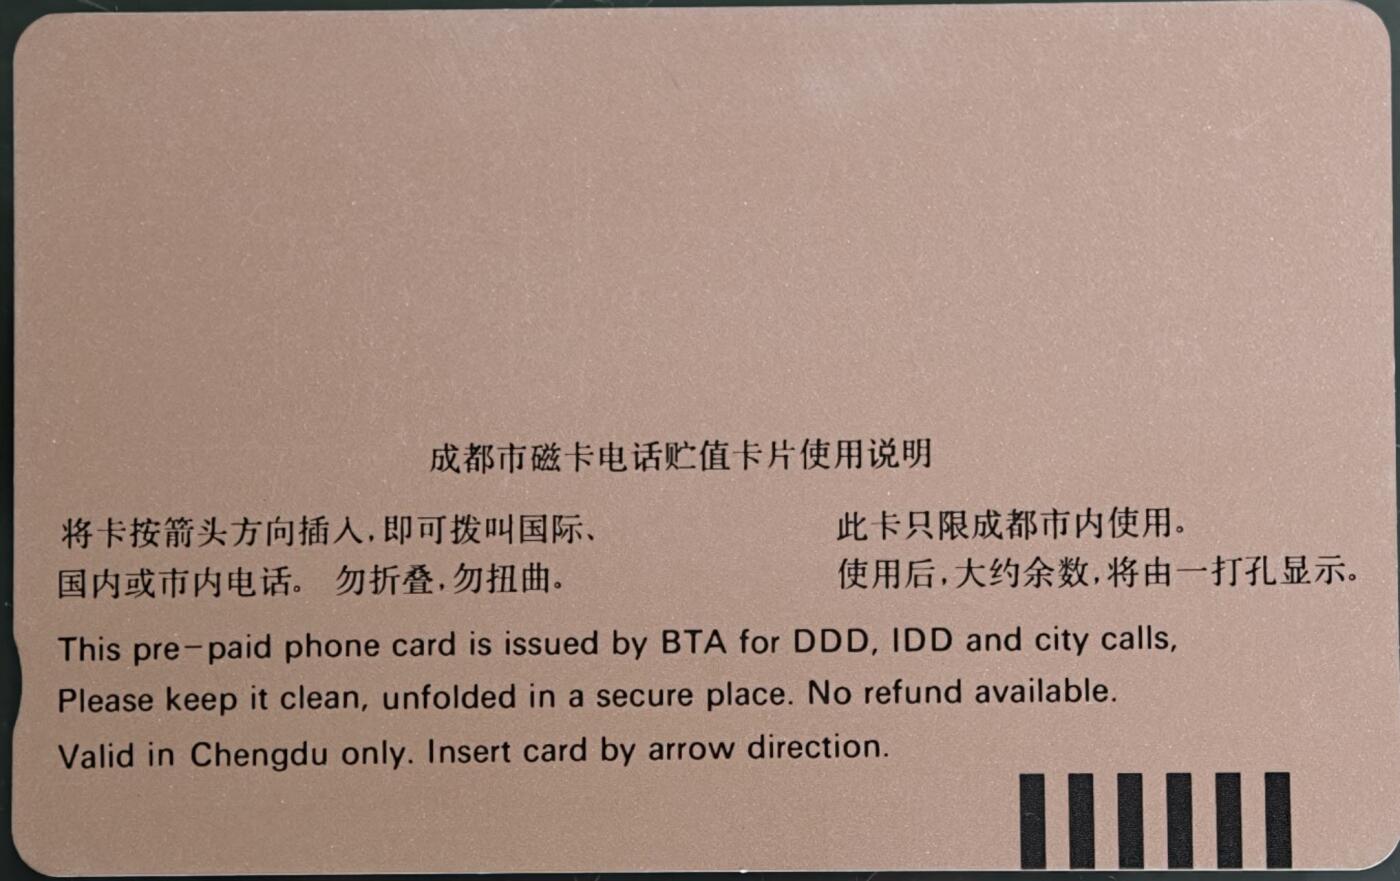 成都市磁卡电话贮值卡片使用说明
将卡按箭头方向插入,即可拨叫国际、
国内或市内电话。 勿折叠,勿扭曲。
此卡只限成都市内使用。
使用后,大约余数,将由一打孔显示。
This pre-paid phone card is issued by BTA for DDD, IDD and city calls,
Please keep it clean, unfolded in a secure place. No refund available.
Valid in Chengdu only. Insert card by arrow direction.